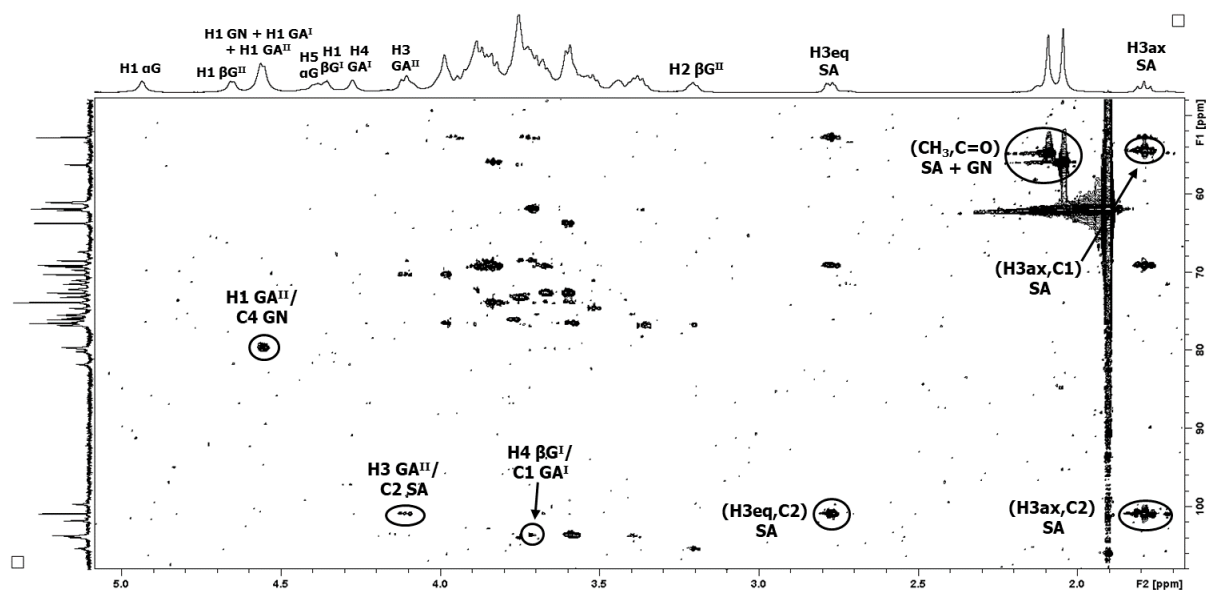 H1 GN + H1 GAᴵ
+ H1 GAᴵᴵ
H1 αG
H1 βGᴵᴵ
H5
αG
H1
βGᴵ
H4
GAᴵ
H3
GAᴵᴵ
H2 βGᴵᴵ
H3eq
SA
H3ax
SA
F1 [ppm]
(CH₃,C=O)
SA + GN
60
(H3ax,C1)
SA
70
H1 GAᴵᴵ/
C4 GN
80
90
H3 GAᴵᴵ/
C2 SA
H4 βGᴵ/
C1 GAᴵ
(H3eq,C2)
SA
(H3ax,C2)
SA
100
5.0 4.5 4.0 3.5 3.0 2.5 2.0 F2 [ppm]